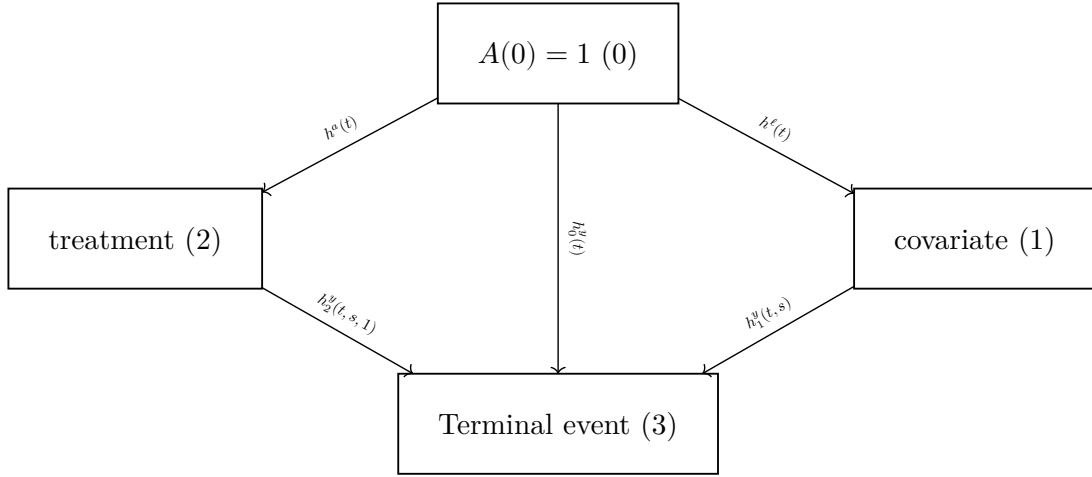 A(0) = 1 (0)
h^a(t)
h^ℓ(t)
h_0^y(t)
treatment (2)
covariate (1)
h_2^y(t, s, 1)
h_1^y(t, s)
Terminal event (3)